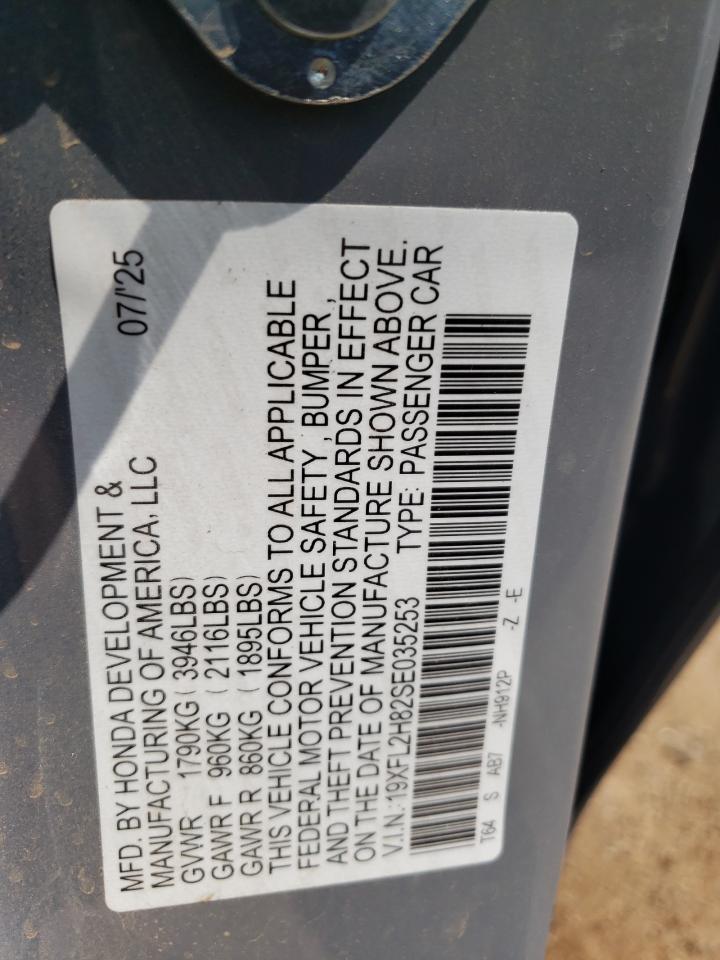 MFD. BY HONDA DEVELOPMENT & 07/'25
MANUFACTURING OF AMERICA, LLC
GVWR 1790KG ( 3946LBS)
GAWR F 960KG ( 2116LBS)
GAWR R 860KG ( 1895LBS)
THIS VEHICLE CONFORMS TO ALL APPLICABLE
FEDERAL MOTOR VEHICLE SAFETY , BUMPER ,
AND THEFT PREVENTION STANDARDS IN EFFECT
ON THE DATE OF MANUFACTURE SHOWN ABOVE.
V.I.N.:19XFL2H82SE035253 TYPE: PASSENGER CAR
T64 S AB7 -NH912P -Z -E